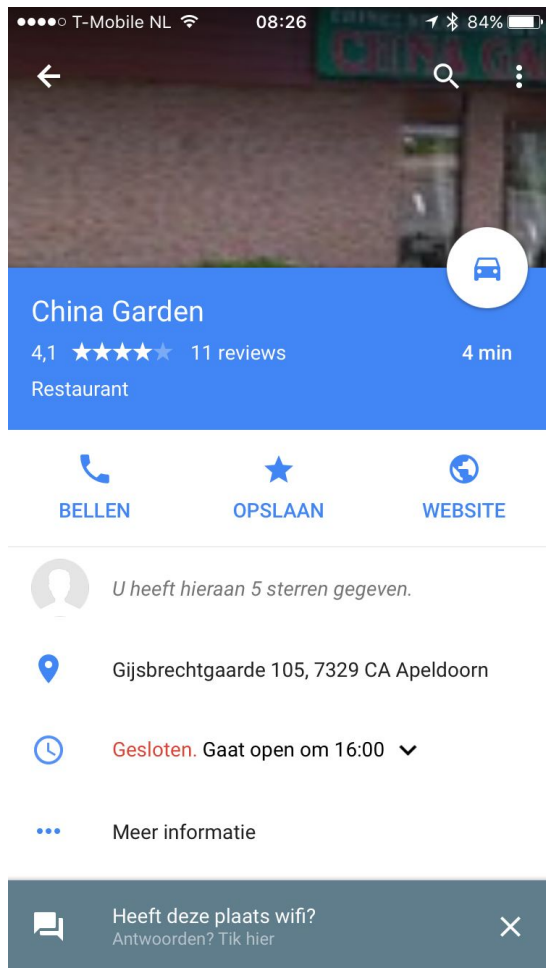 T-Mobile NL 08:26 84%
CHINA GA
China Garden
4,1 11 reviews 4 min
Restaurant
BELLEN OPSLAAN WEBSITE
U heeft hieraan 5 sterren gegeven.
Gijsbrechtgaarde 105, 7329 CA Apeldoorn
Gesloten. Gaat open om 16:00
Meer informatie
Heeft deze plaats wifi?
Antwoorden? Tik hier